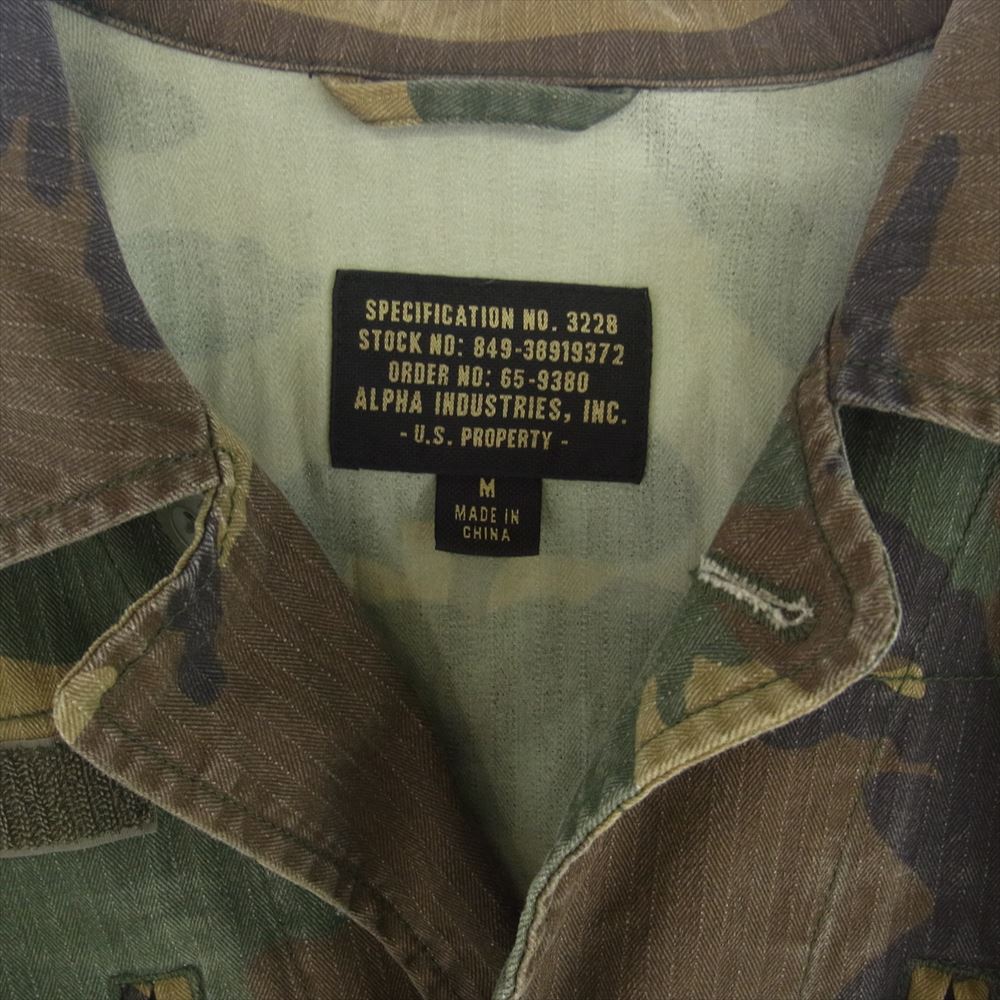 SPECIFICATION NO. 3228
STOCK NO: 849-38919372
ORDER NO: 65-9380
ALPHA INDUSTRIES, INC.
- U.S. PROPERTY -
M
MADE IN
CHINA